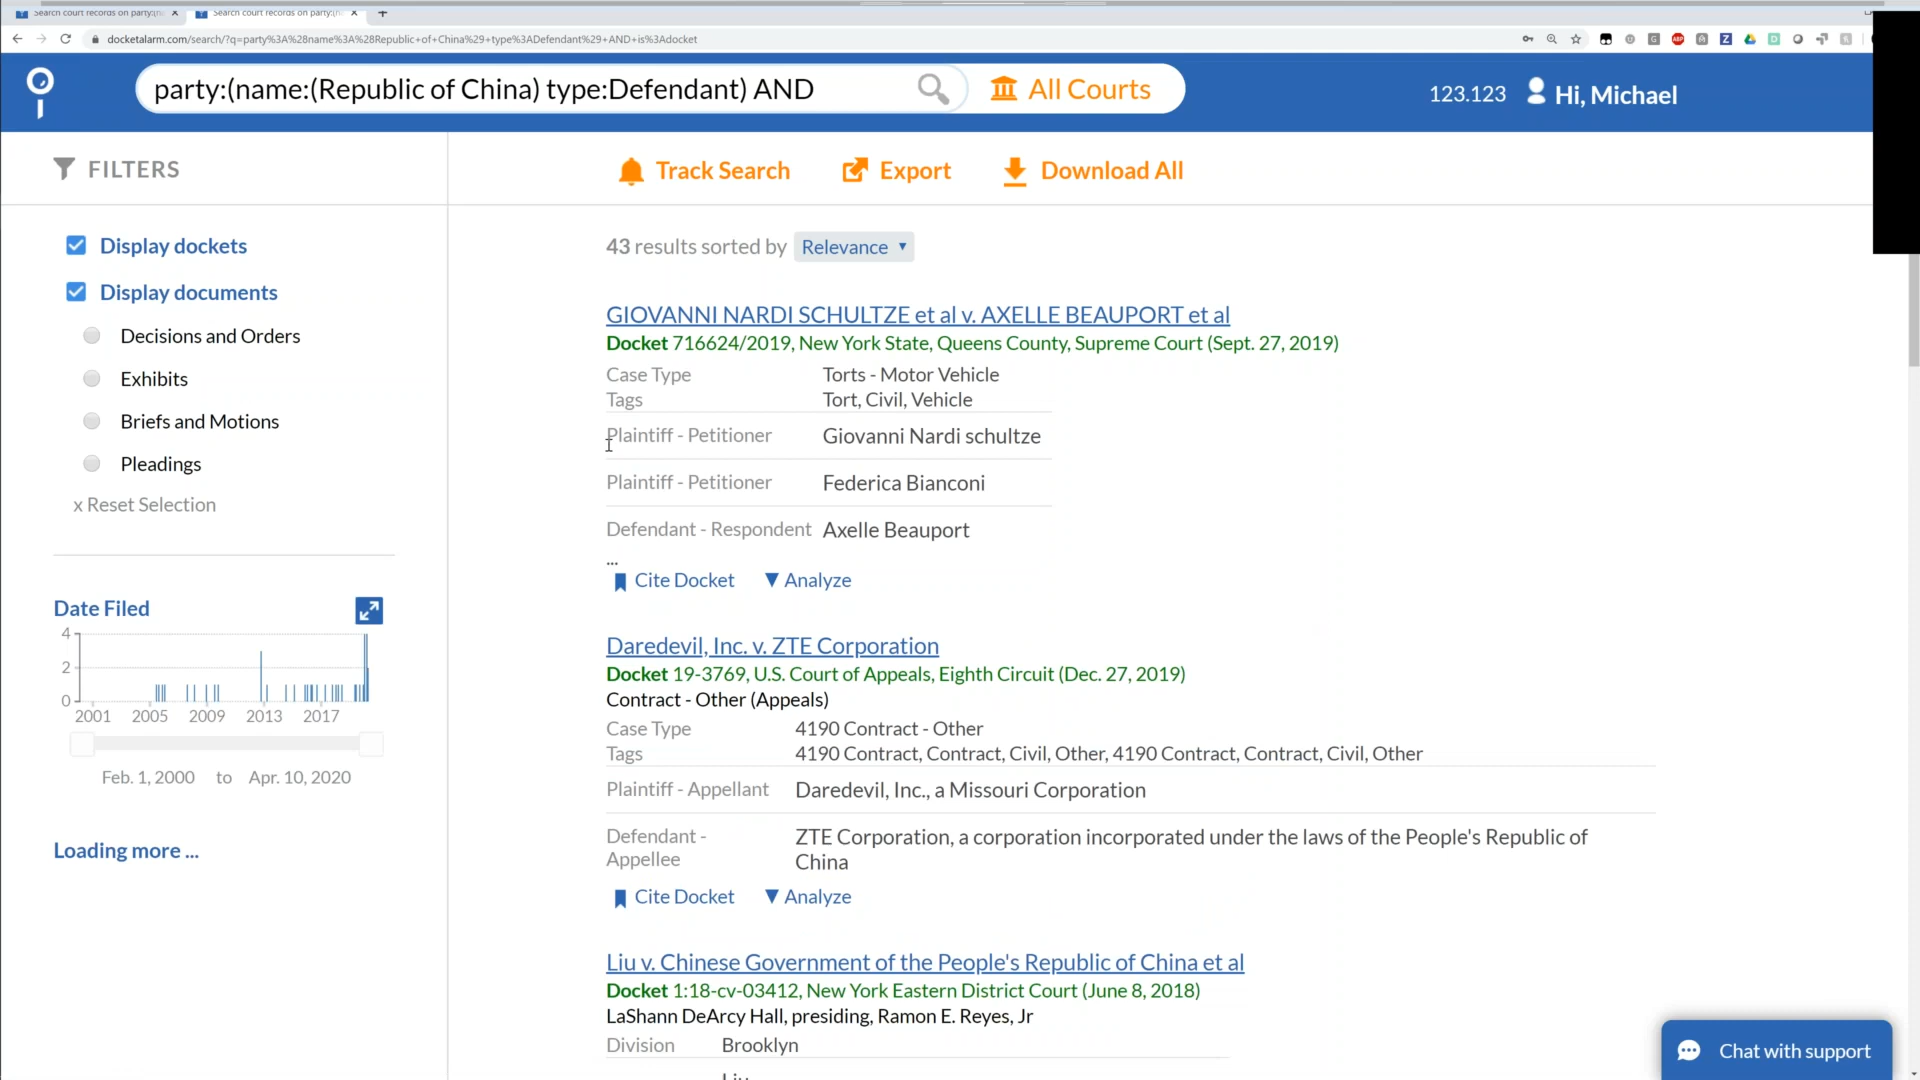 Search court records on party:(n
Search court records on party:(n
docketalarm.com/search/?q=party%3A%28name%3A%28Republic+of+China%29+type%3ADefendant%29+AND+is%3Adocket
party:(name:(Republic of China) type:Defendant) AND
All Courts
123.123
Hi, Michael
FILTERS
Track Search
Export
Download All
Display dockets
Display documents
Decisions and Orders
Exhibits
Briefs and Motions
Pleadings
x Reset Selection
Date Filed
4
2
0
2001 2005 2009 2013 2017
Feb. 1, 2000 to Apr. 10, 2020
Loading more ...
43 results sorted by Relevance
GIOVANNI NARDI SCHULTZE et al v. AXELLE BEAUPORT et al
Docket 716624/2019, New York State, Queens County, Supreme Court (Sept. 27, 2019)
Case Type Torts - Motor Vehicle
Tags Tort, Civil, Vehicle
Plaintiff - Petitioner Giovanni Nardi schultze
Plaintiff - Petitioner Federica Bianconi
Defendant - Respondent Axelle Beauport
...
Cite Docket Analyze
Daredevil, Inc. v. ZTE Corporation
Docket 19-3769, U.S. Court of Appeals, Eighth Circuit (Dec. 27, 2019)
Contract - Other (Appeals)
Case Type 4190 Contract - Other
Tags 4190 Contract, Contract, Civil, Other, 4190 Contract, Contract, Civil, Other
Plaintiff - Appellant Daredevil, Inc., a Missouri Corporation
Defendant - Appellee ZTE Corporation, a corporation incorporated under the laws of the People's Republic of
China
Cite Docket Analyze
Liu v. Chinese Government of the People's Republic of China et al
Docket 1:18-cv-03412, New York Eastern District Court (June 8, 2018)
LaShann DeArcy Hall, presiding, Ramon E. Reyes, Jr
Division Brooklyn
Chat with support